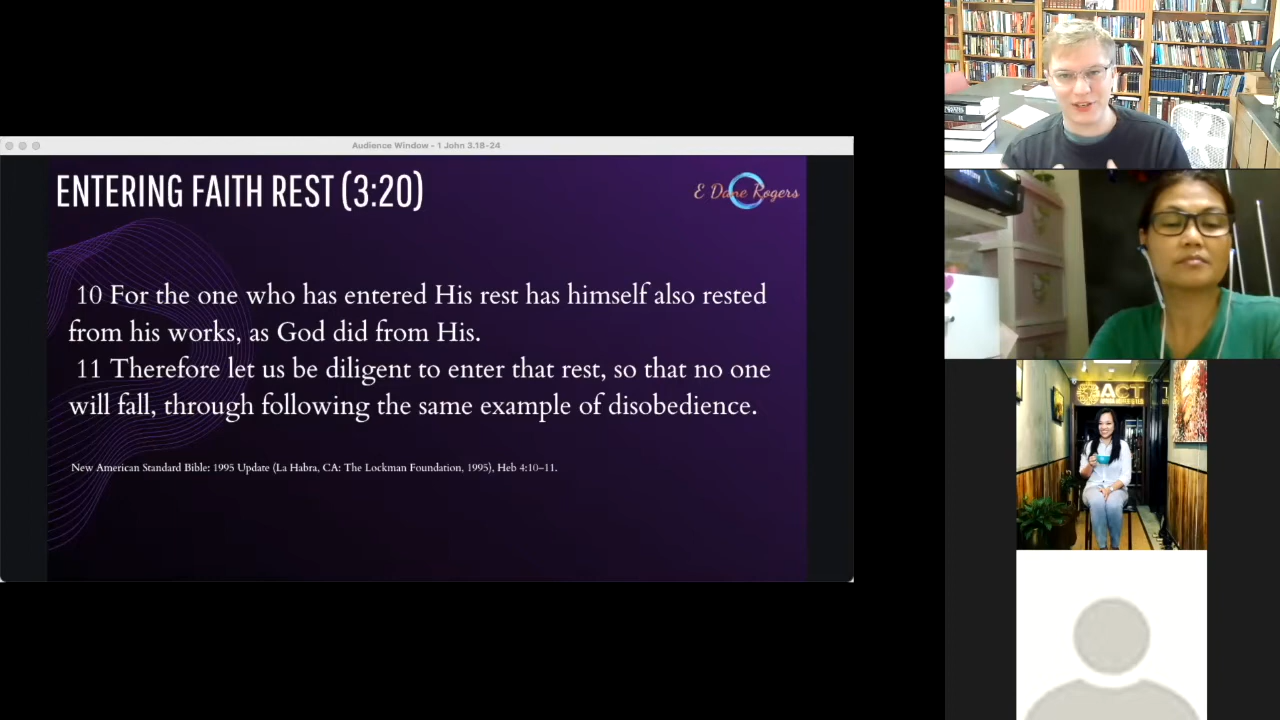 Audience Window - 1 John 3.18-24
ENTERING FAITH REST (3:20)
E Dane Rogers
10 For the one who has entered His rest has himself also rested
from his works, as God did from His.
11 Therefore let us be diligent to enter that rest, so that no one
will fall, through following the same example of disobedience.
New American Standard Bible: 1995 Update (La Habra, CA: The Lockman Foundation, 1995), Heb 4:10–11.
ACT